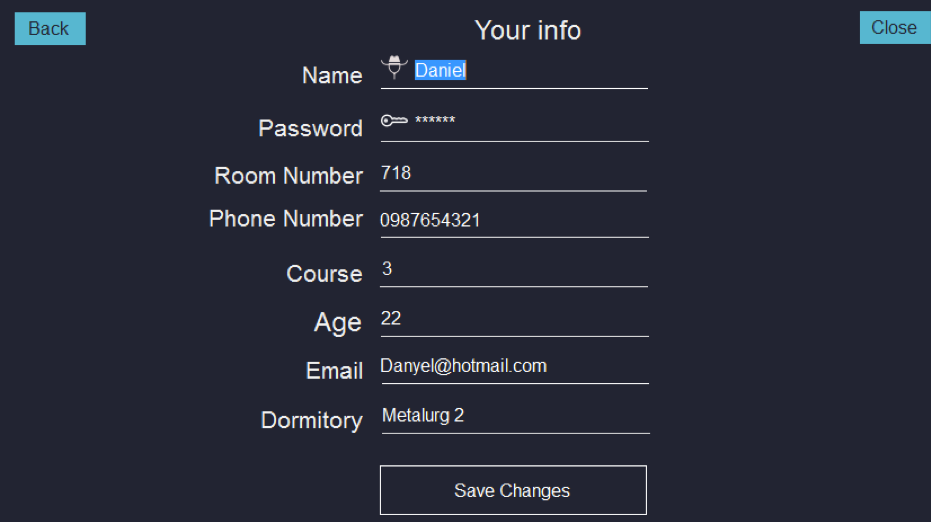 Back
Your info
Close
Name Daniel
Password ******
Room Number 718
Phone Number 0987654321
Course 3
Age 22
Email Danyel@hotmail.com
Dormitory Metalurg 2
Save Changes